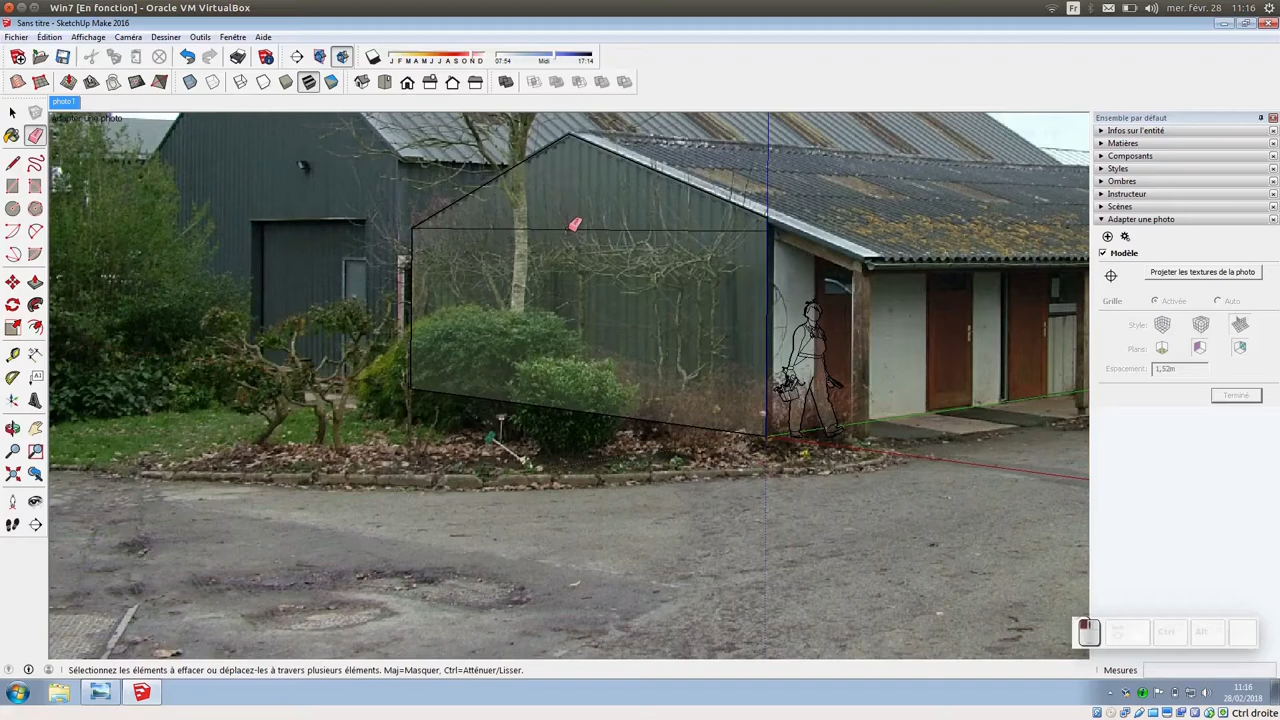 Win7 [En fonction] - Oracle VM VirtualBox
Fr
mer. févr. 28
11:16
Sans titre - SketchUp Make 2016
Fichier Édition Affichage Caméra Dessiner Outils Fenêtre Aide
J F M A M J J A S O N D
07:54 Midi 17:14
photo1
adapter une photo
Ensemble par défaut
Infos sur l'entité
Matières
Composants
Styles
Ombres
Instructeur
Scènes
Adapter une photo
Modèle
Projeter les textures de la photo
Grille Activée Auto
Style:
Plans:
Espacement: 1,52m
Terminé
Ctrl Alt
Sélectionnez les éléments à effacer ou déplacez-les à travers plusieurs éléments. Maj=Masquer, Ctrl=Atténuer/Lisser.
Mesures
11:16
28/02/2018
Ctrl droite